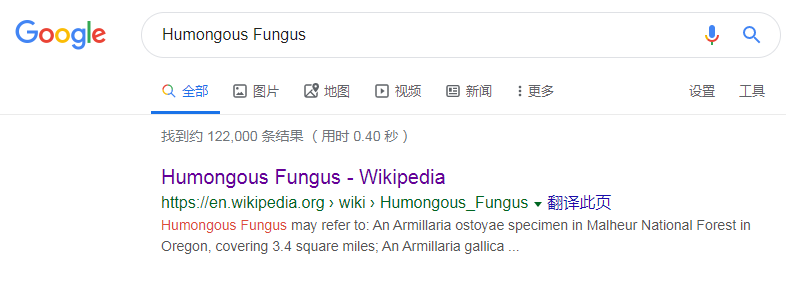 Google
Humongous Fungus
全部 图片 地图 视频 新闻 更多 设置 工具
找到约 122,000 条结果 （用时 0.40 秒）
Humongous Fungus - Wikipedia
https://en.wikipedia.org › wiki › Humongous_Fungus 翻译此页
Humongous Fungus may refer to: An Armillaria ostoyae specimen in Malheur National Forest in
Oregon, covering 3.4 square miles; An Armillaria gallica ...